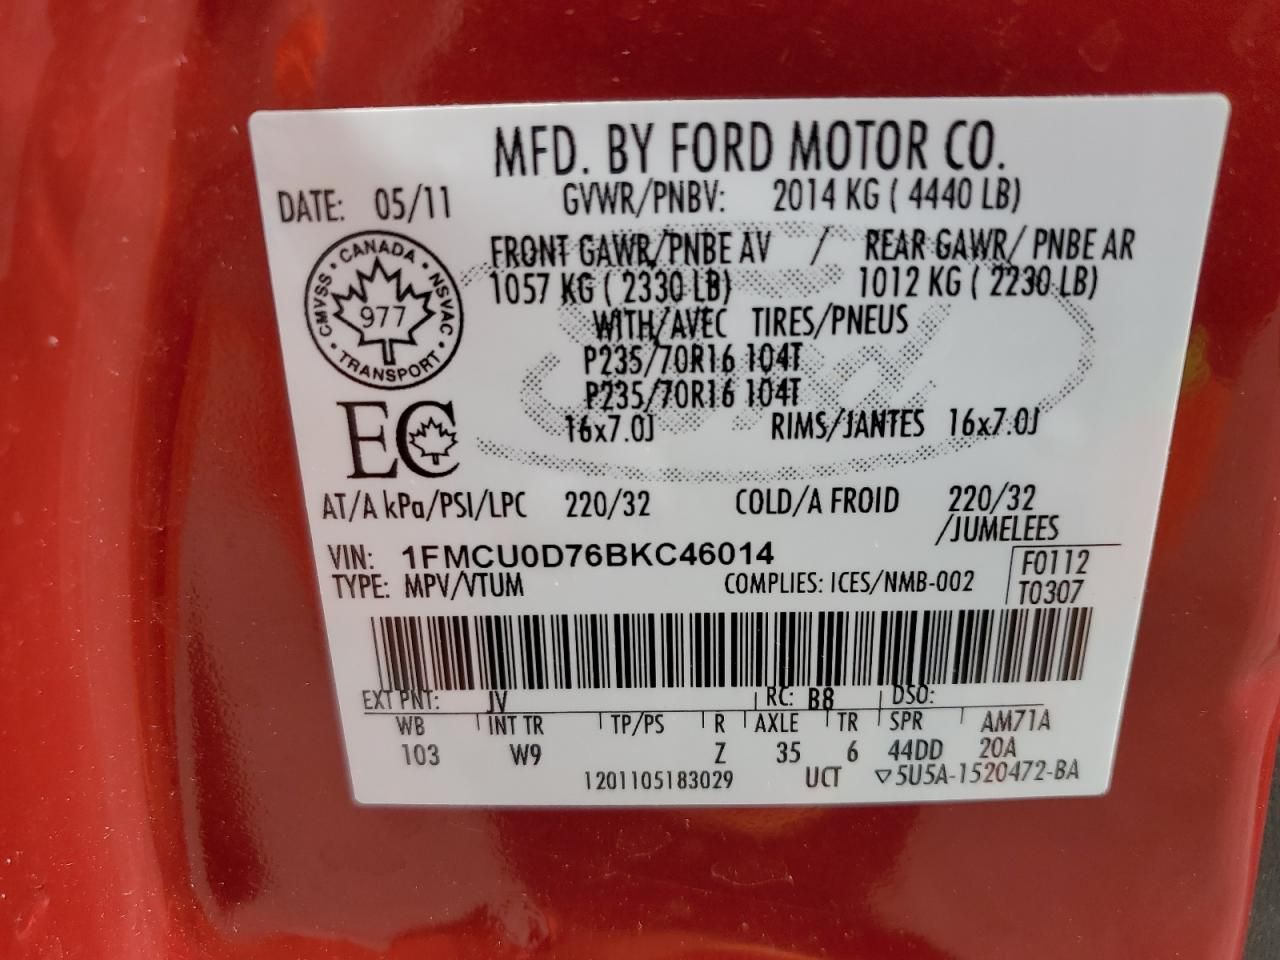 MFD. BY FORD MOTOR CO.
DATE: 05/11 GVWR/PNBV: 2014 KG ( 4440 LB)
CANADA · NSVAC · TRANSPORT · CMVSS ·
977
FRONT GAWR/PNBE AV / REAR GAWR/ PNBE AR
1057 KG ( 2330 LB) 1012 KG ( 2230 LB)
WITH/AVEC TIRES/PNEUS
P235/70R16 104T
P235/70R16 104T
16x7.0J RIMS/JANTES 16x7.0J
EC
AT/A kPa/PSI/LPC 220/32 COLD/A FROID 220/32
/JUMELEES
VIN: 1FMCU0D76BKC46014
TYPE: MPV/VTUM COMPLIES: ICES/NMB-002
F0112
T0307
EXT PNT: JV RC: B8 DSO:
WB INT TR TP/PS R AXLE TR SPR AM71A
103 W9 Z 35 6 44DD 20A
1201105183029 UCT ▽5U5A-1520472-BA